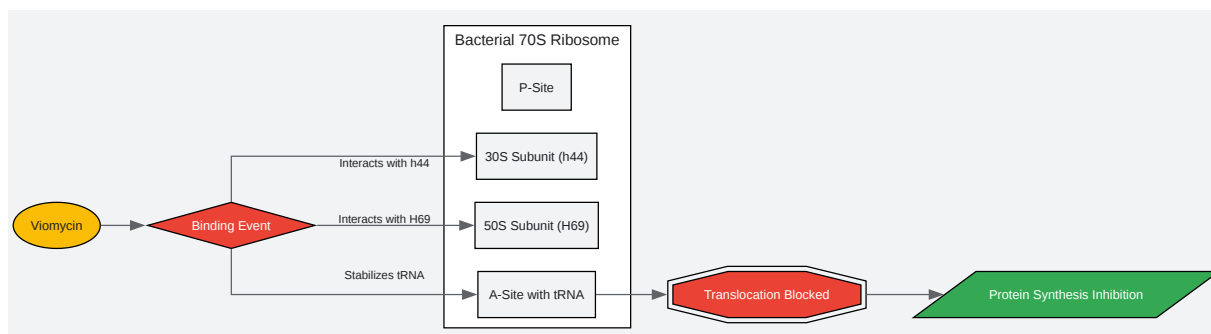 Bacterial 70S Ribosome
P-Site
Interacts with h44
30S Subunit (h44)
Viomycin
Binding Event
Interacts with H69
50S Subunit (H69)
Stabilizes tRNA
A-Site with tRNA
Translocation Blocked
Protein Synthesis Inhibition